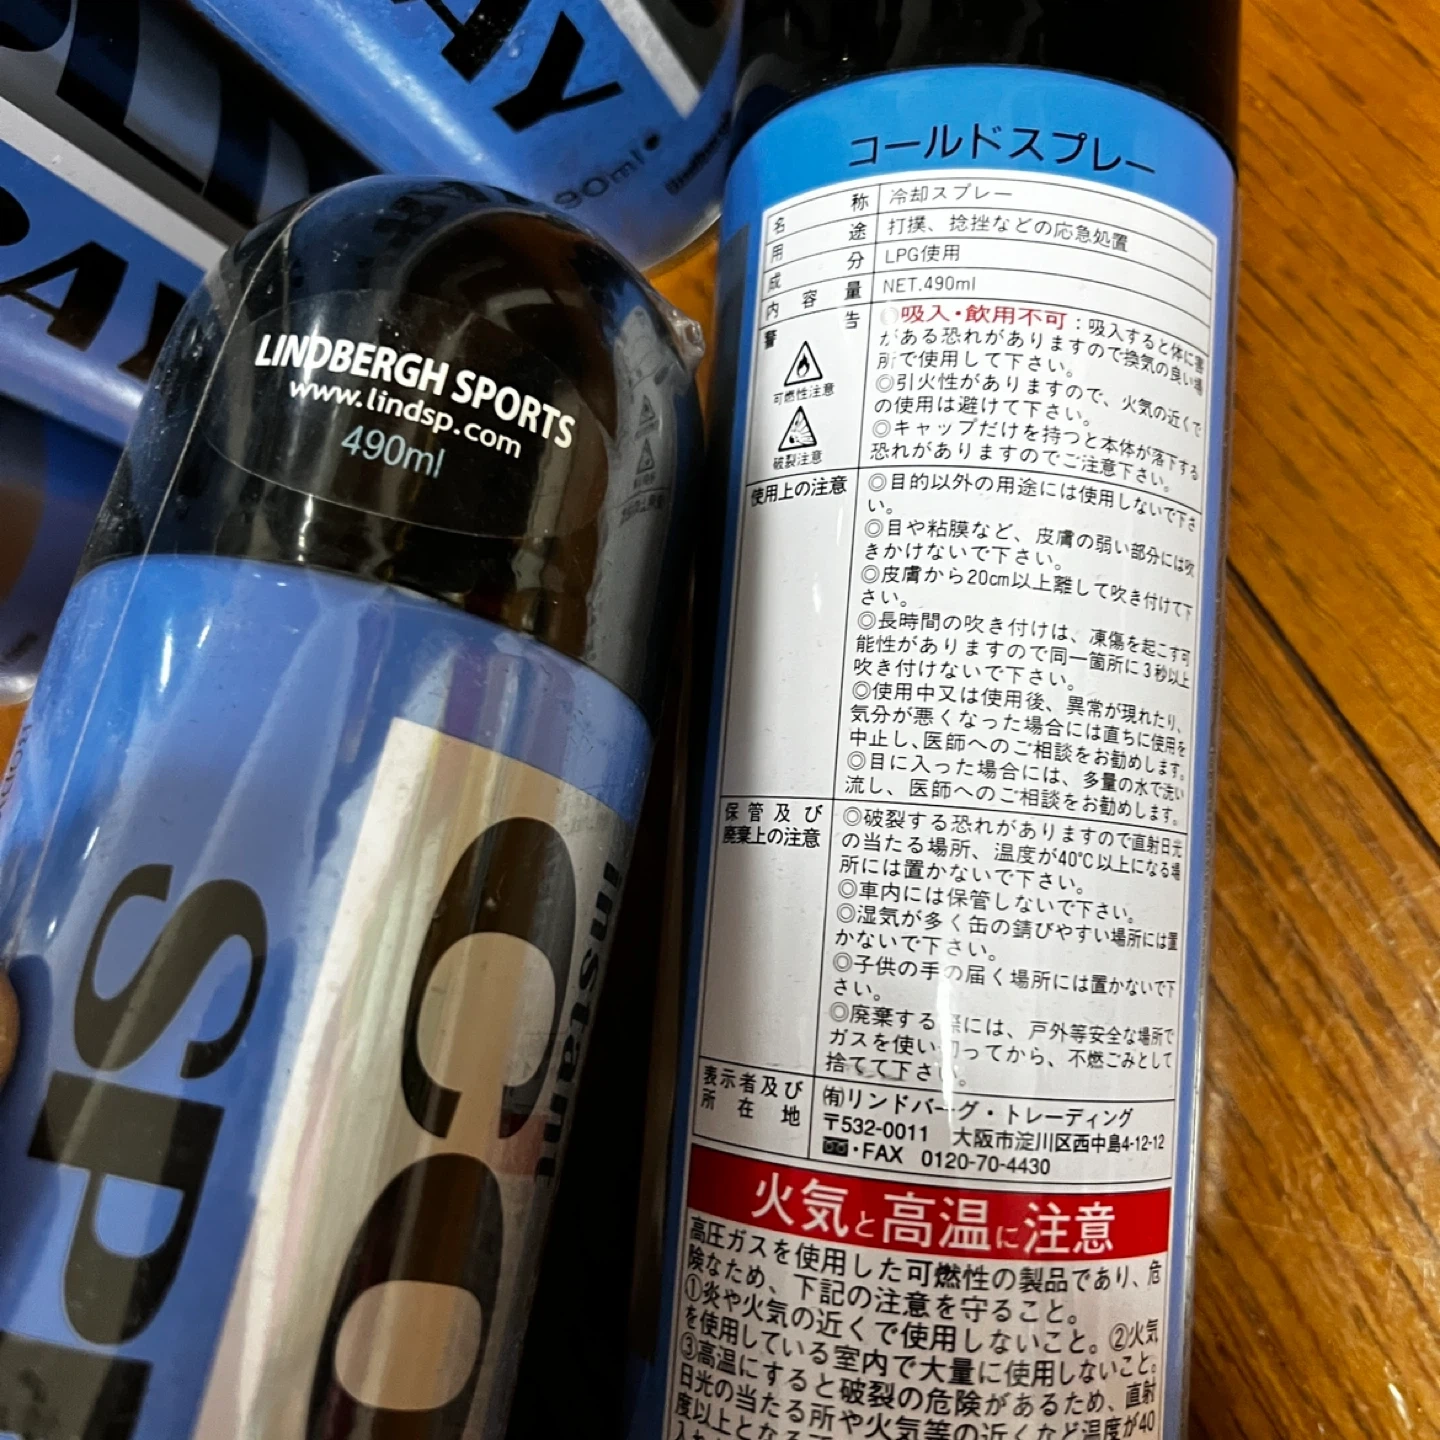 AY
490ml
LINDBERGH SPORTS
www.lindsp.com
490ml
instant
CO
SP
コールドスプレー
名称 冷却スプレー
用途 打撲、捻挫などの応急処置
成分 LPG使用
内容量 NET.490ml
警告
可燃性注意
破裂注意
◎吸入・飲用不可：吸入すると体に害
がある恐れがありますので換気の良い場
所で使用して下さい。
◎引火性がありますので、火気の近くで
の使用は避けて下さい。
◎キャップだけを持つと本体が落下する
恐れがありますのでご注意下さい。
使用上の注意
◎目的以外の用途には使用しないで下さ
い。
◎目や粘膜など、皮膚の弱い部分には吹
きかけないで下さい。
◎皮膚から20cm以上離して吹き付けて下
さい。
◎長時間の吹き付けは、凍傷を起こす可
能性がありますので同一箇所に3秒以上
吹き付けないで下さい。
◎使用中又は使用後、異常が現れたり、
気分が悪くなった場合には直ちに使用を
中止し、医師へのご相談をお勧めします。
◎目に入った場合には、多量の水で洗い
流し、医師へのご相談をお勧めします。
保管及び
廃棄上の注意
◎破裂する恐れがありますので直射日光
の当たる場所、温度が40℃以上になる場
所には置かないで下さい。
◎車内には保管しないで下さい。
◎湿気が多く缶の錆びやすい場所には置
かないで下さい。
◎子供の手の届く場所には置かないで下
さい。
◎廃棄する際には、戸外等安全な場所で
ガスを使い切ってから、不燃ごみとして
捨てて下さい。
表示者及び
所在地
㈲リンドバーグ・トレーディング
〒532-0011 大阪市淀川区西中島4-12-12
・FAX 0120-70-4430
火気と高温に注意
高圧ガスを使用した可燃性の製品であり、危
険なため、下記の注意を守ること。
①炎や火気の近くで使用しないこと。②火気
を使用している室内で大量に使用しないこと。
③高温にすると破裂の危険があるため、直射
日光の当たる所や火気等の近くなど温度が40
度以上となる